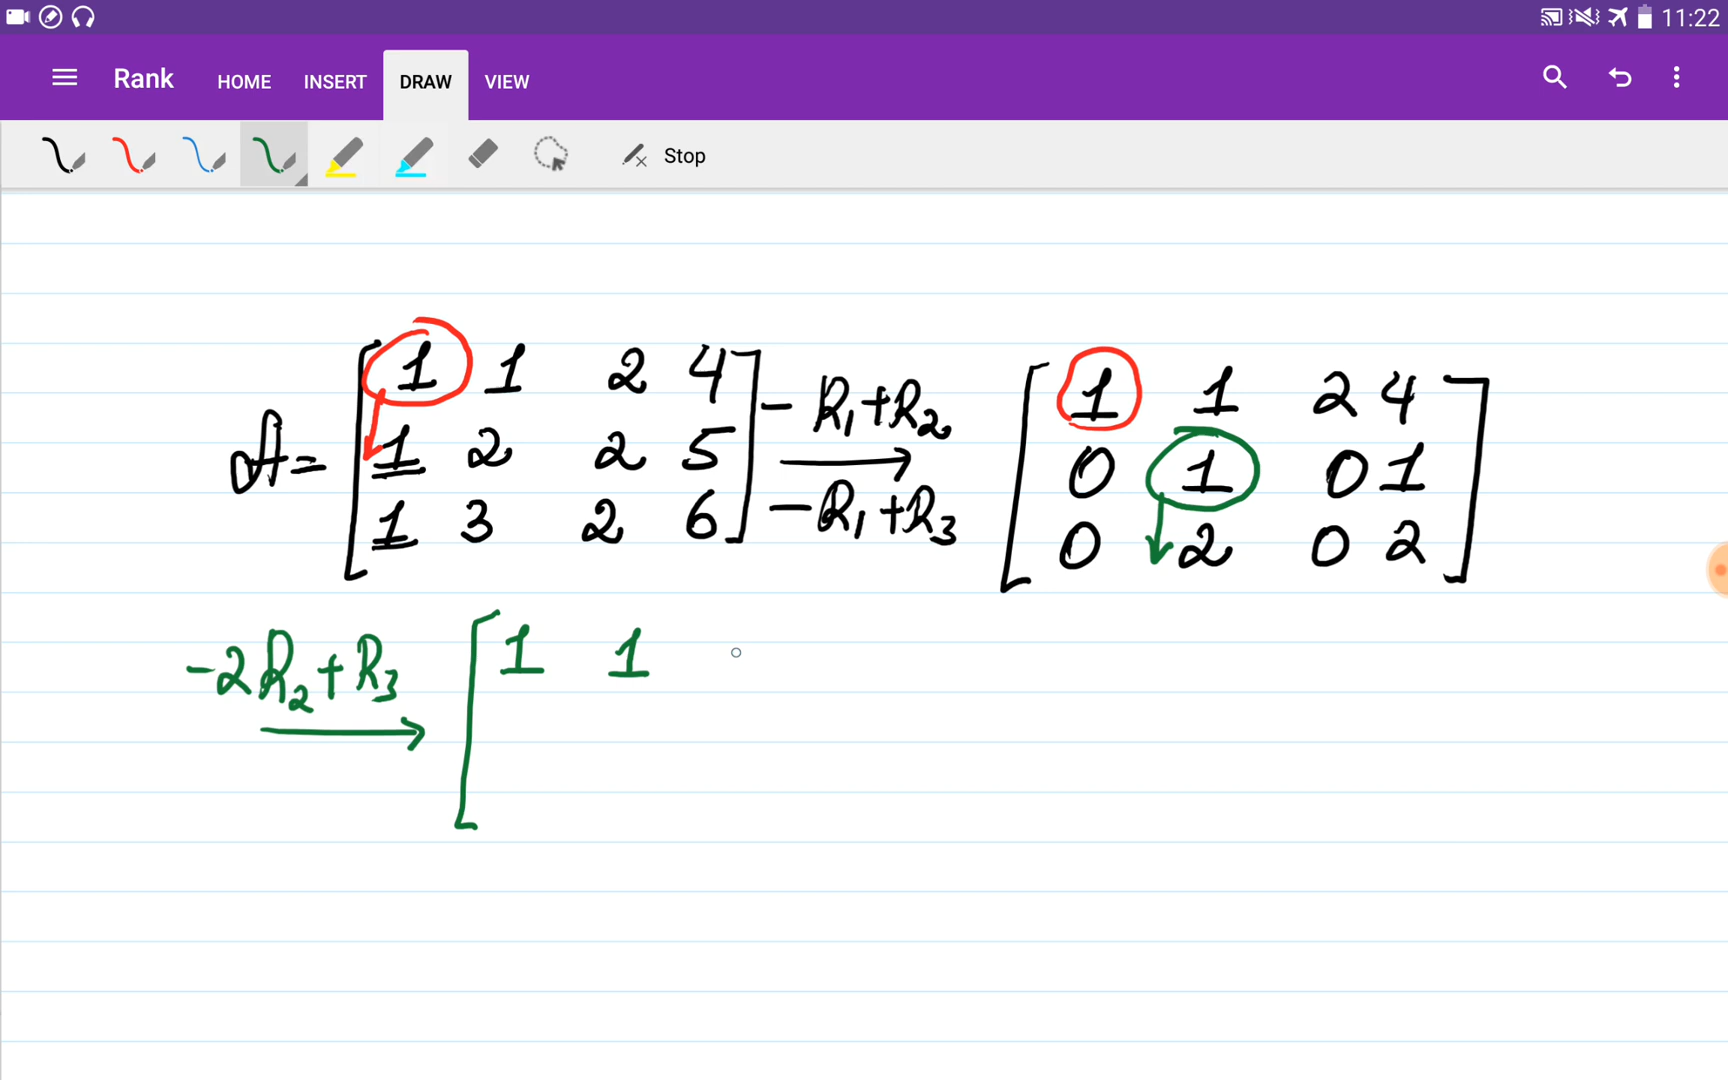 11:22
Rank HOME INSERT DRAW VIEW
Stop
A = [ 1 1 2 4
1 2 2 5
1 3 2 6 ]
- R₁+R₂
- R₁+R₃
[ 1 1 2 4
0 1 0 1
0 2 0 2 ]
-2R₂+R₃ → [ 1 1